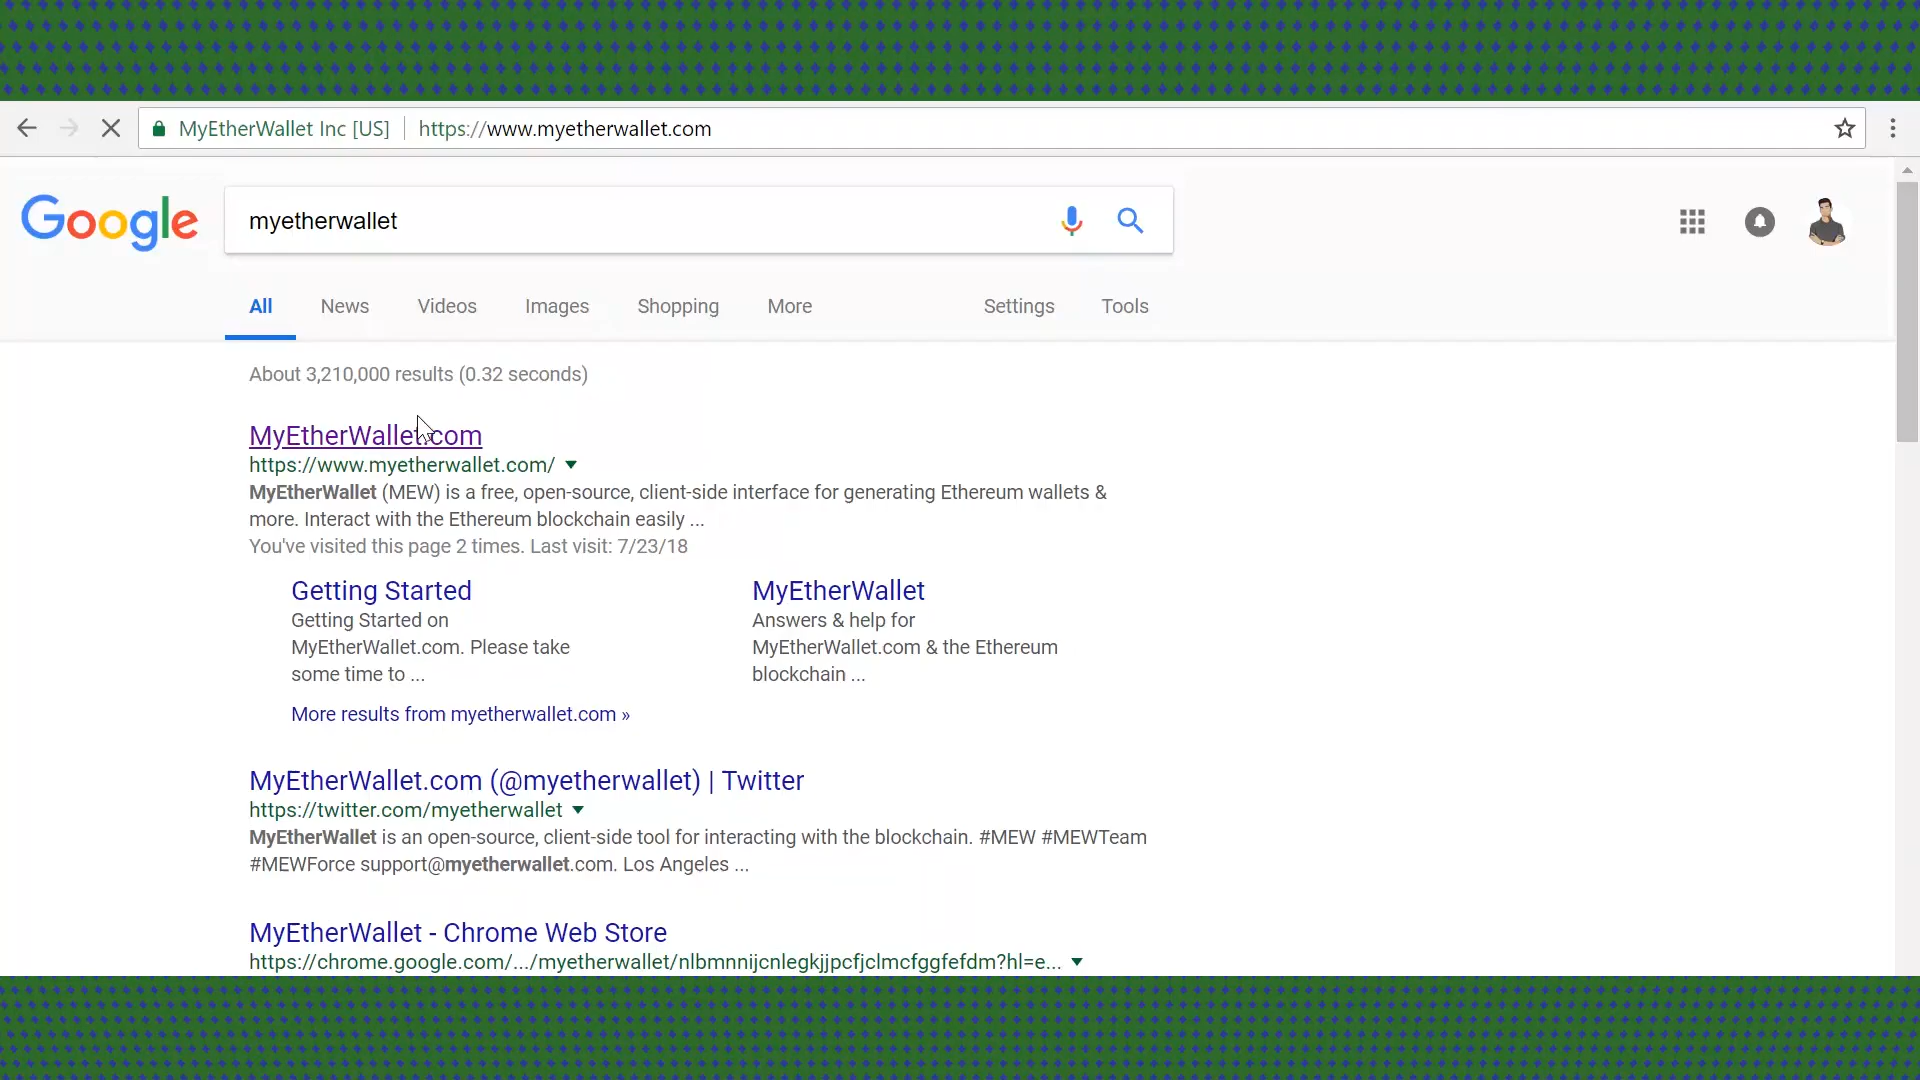 MyEtherWallet Inc [US] https://www.myetherwallet.com
Google
myetherwallet
All News Videos Images Shopping More Settings Tools
About 3,210,000 results (0.32 seconds)
MyEtherWallet.com
https://www.myetherwallet.com/
MyEtherWallet (MEW) is a free, open-source, client-side interface for generating Ethereum wallets &
more. Interact with the Ethereum blockchain easily ...
You've visited this page 2 times. Last visit: 7/23/18
Getting Started
Getting Started on
MyEtherWallet.com. Please take
some time to ...
MyEtherWallet
Answers & help for
MyEtherWallet.com & the Ethereum
blockchain ...
More results from myetherwallet.com »
MyEtherWallet.com (@myetherwallet) | Twitter
https://twitter.com/myetherwallet
MyEtherWallet is an open-source, client-side tool for interacting with the blockchain. #MEW #MEWTeam
#MEWForce support@myetherwallet.com. Los Angeles ...
MyEtherWallet - Chrome Web Store
https://chrome.google.com/.../myetherwallet/nlbmnnijcnlegkjjpcfjclmcfggfefdm?hl=e...